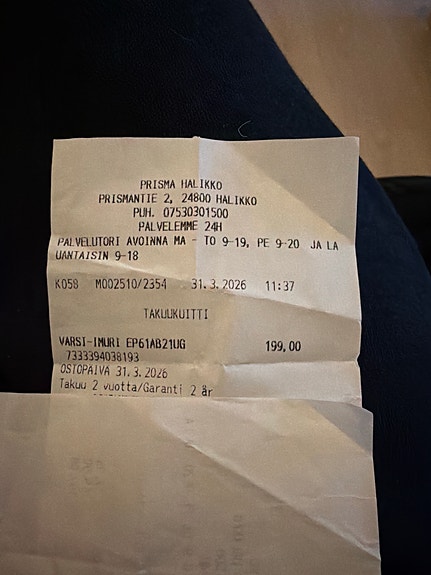 PRISMA HALIKKO
PRISMANTIE 2, 24800 HALIKKO
PUH. 07530301500
PALVELEMME 24H
PALVELUTORI AVOINNA MA - TO 9-19, PE 9-20 JA LA
UANTAISIN 9-18
K058 M002510/2354 31.3.2026 11:37
TAKUUKUITTI
VARSI-IMURI EP61AB21UG 199,00
7333394038193
OSTOPÄIVÄ 31.3.2026
Takuu 2 vuotta/Garanti 2 år